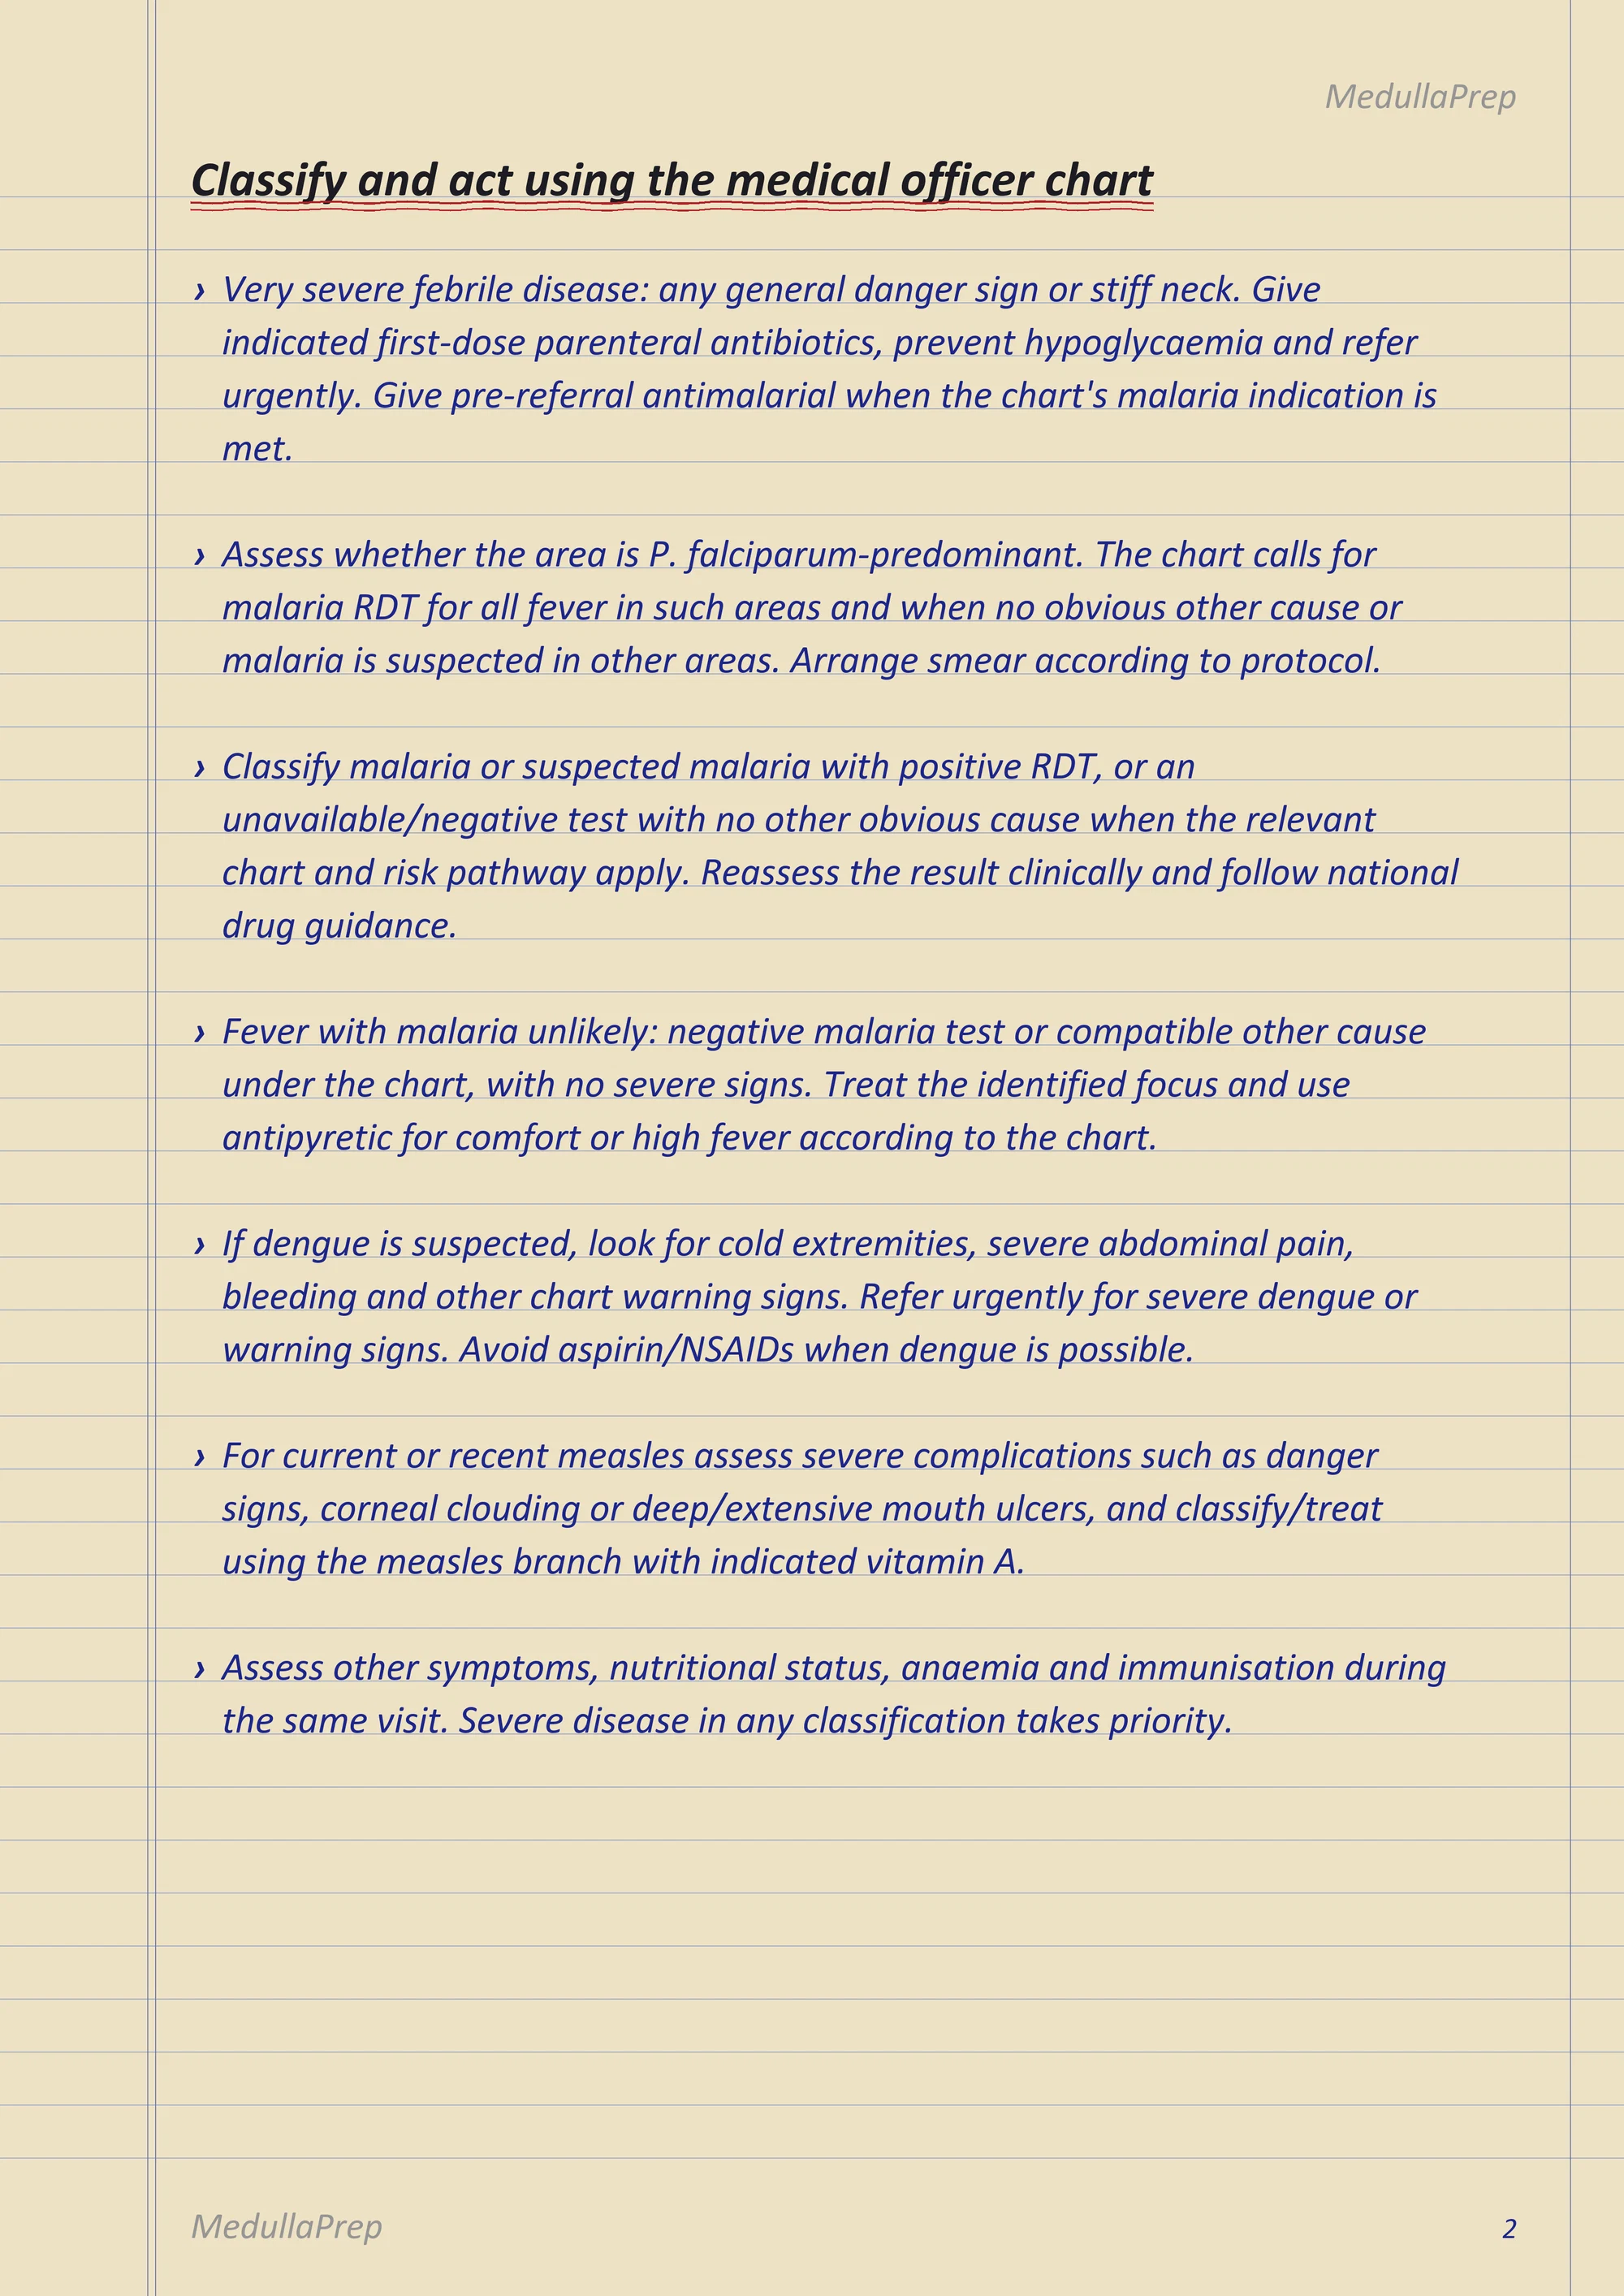 MedullaPrep
Classify and act using the medical officer chart
› Very severe febrile disease: any general danger sign or stiff neck. Give
indicated first-dose parenteral antibiotics, prevent hypoglycaemia and refer
urgently. Give pre-referral antimalarial when the chart's malaria indication is
met.
› Assess whether the area is P. falciparum-predominant. The chart calls for
malaria RDT for all fever in such areas and when no obvious other cause or
malaria is suspected in other areas. Arrange smear according to protocol.
› Classify malaria or suspected malaria with positive RDT, or an
unavailable/negative test with no other obvious cause when the relevant
chart and risk pathway apply. Reassess the result clinically and follow national
drug guidance.
› Fever with malaria unlikely: negative malaria test or compatible other cause
under the chart, with no severe signs. Treat the identified focus and use
antipyretic for comfort or high fever according to the chart.
› If dengue is suspected, look for cold extremities, severe abdominal pain,
bleeding and other chart warning signs. Refer urgently for severe dengue or
warning signs. Avoid aspirin/NSAIDs when dengue is possible.
› For current or recent measles assess severe complications such as danger
signs, corneal clouding or deep/extensive mouth ulcers, and classify/treat
using the measles branch with indicated vitamin A.
› Assess other symptoms, nutritional status, anaemia and immunisation during
the same visit. Severe disease in any classification takes priority.
MedullaPrep
2